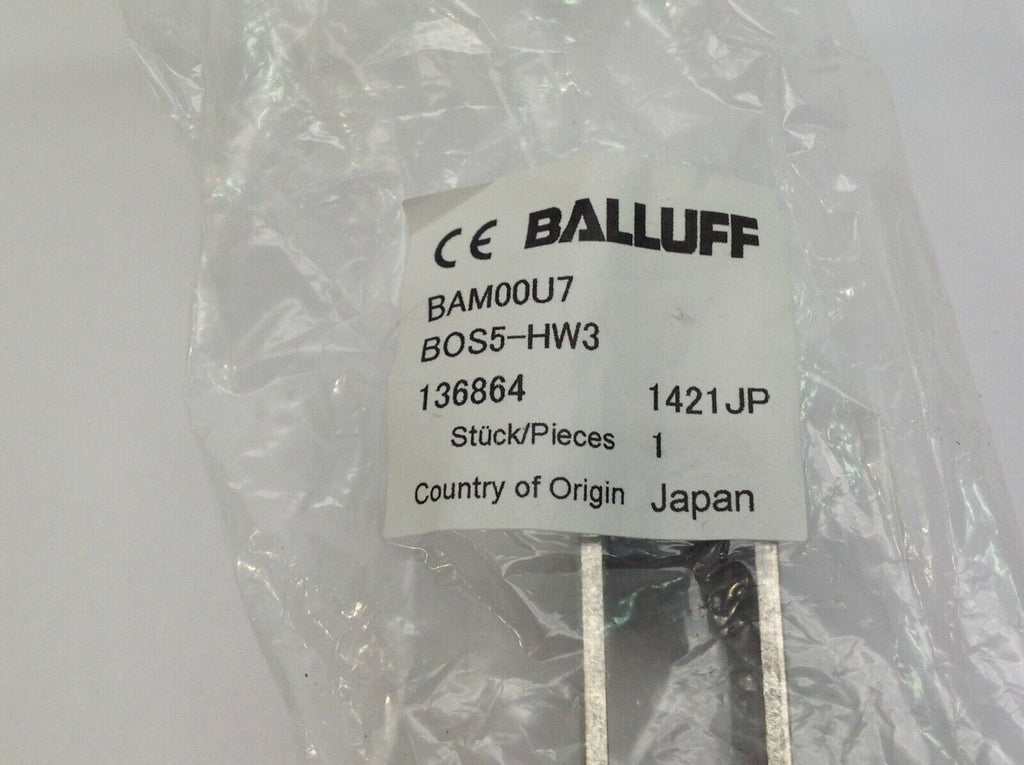 CE BALLUFF
BAM00U7
BOS5-HW3
136864 1421JP
Stück/Pieces 1
Country of Origin Japan